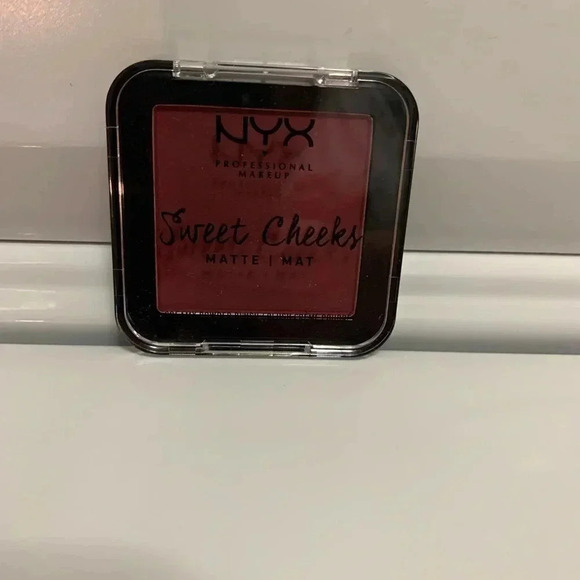 NYX
PROFESSIONAL
MAKEUP
Sweet Cheeks
MATTE | MAT